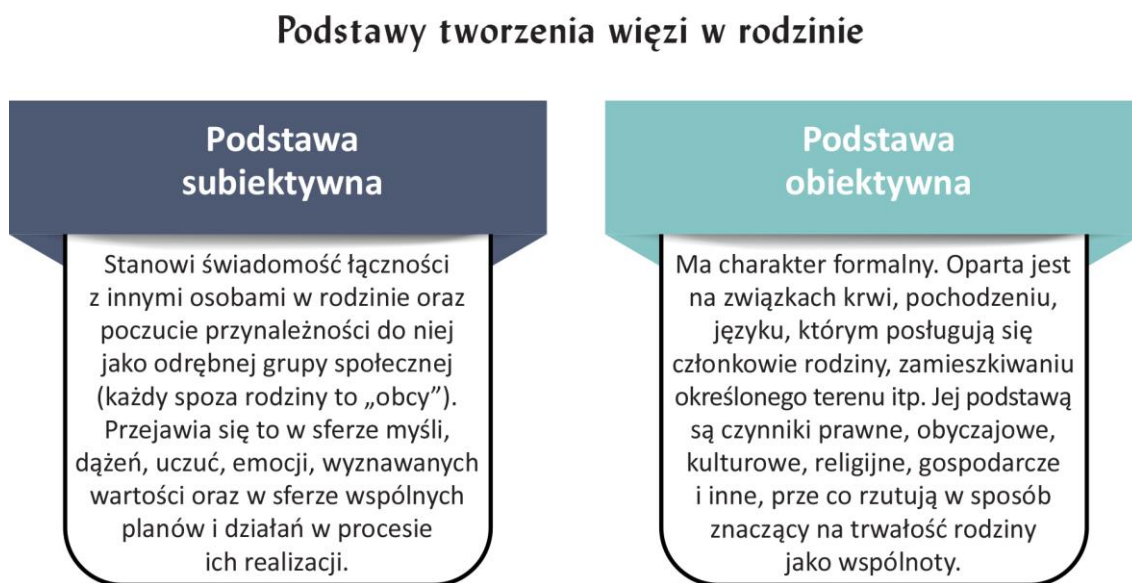 Podstawy tworzenia więzi w rodzinie
Podstawa
subiektywna
Stanowi świadomość łączności
z innymi osobami w rodzinie oraz
poczucie przynależności do niej
jako odrębnej grupy społecznej
(każdy spoza rodziny to „obcy”).
Przejawia się to w sferze myśli,
dążeń, uczuć, emocji, wyznawanych
wartości oraz w sferze wspólnych
planów i działań w procesie
ich realizacji.
Podstawa
obiektywna
Ma charakter formalny. Oparta jest
na związkach krwi, pochodzeniu,
języku, którym posługują się
członkowie rodziny, zamieszkiwaniu
określonego terenu itp. Jej podstawą
są czynniki prawne, obyczajowe,
kulturowe, religijne, gospodarcze
i inne, prze co rzutują w sposób
znaczący na trwałość rodziny
jako wspólnoty.